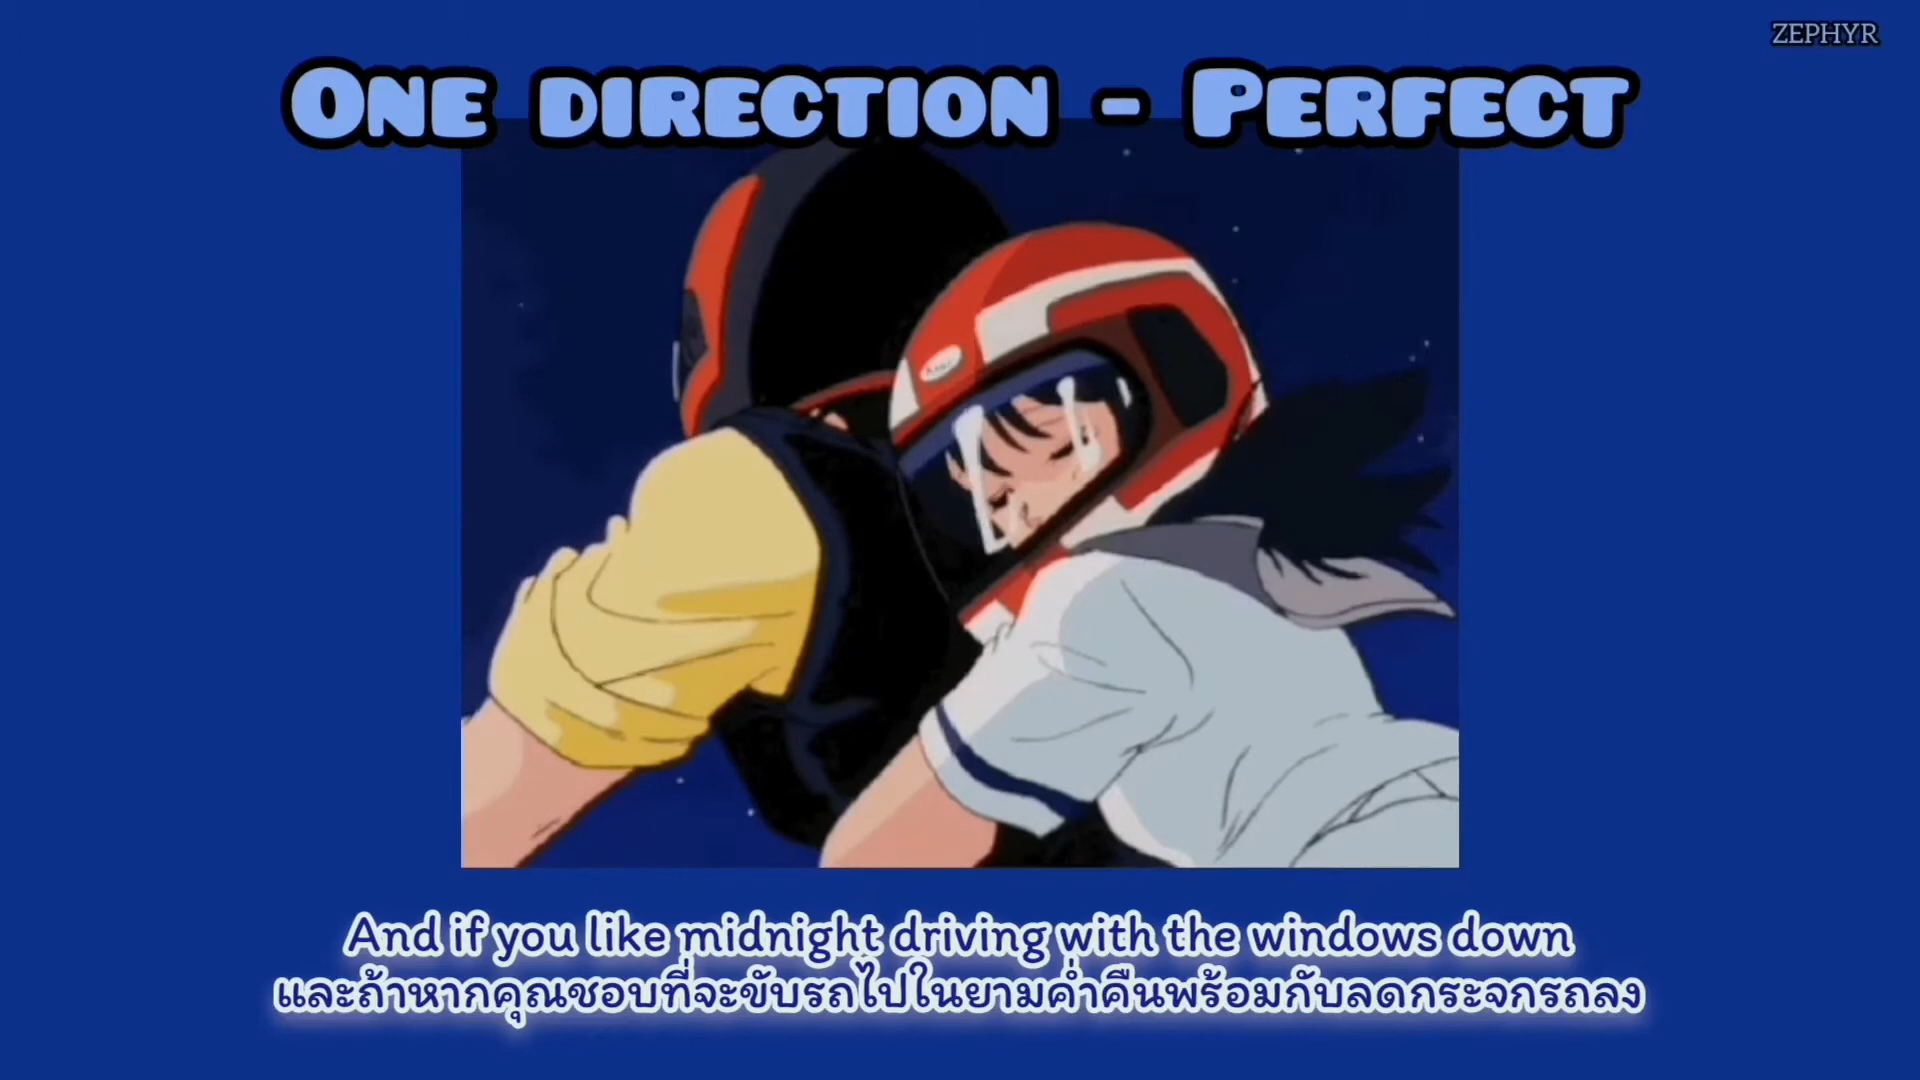 ZEPHYR
ONE DIRECTION - PERFECT
And if you like midnight driving with the windows down
และถ้าหากคุณชอบที่จะขับรถไปในยามค่ำคืนพร้อมกับลดกระจกรถลง